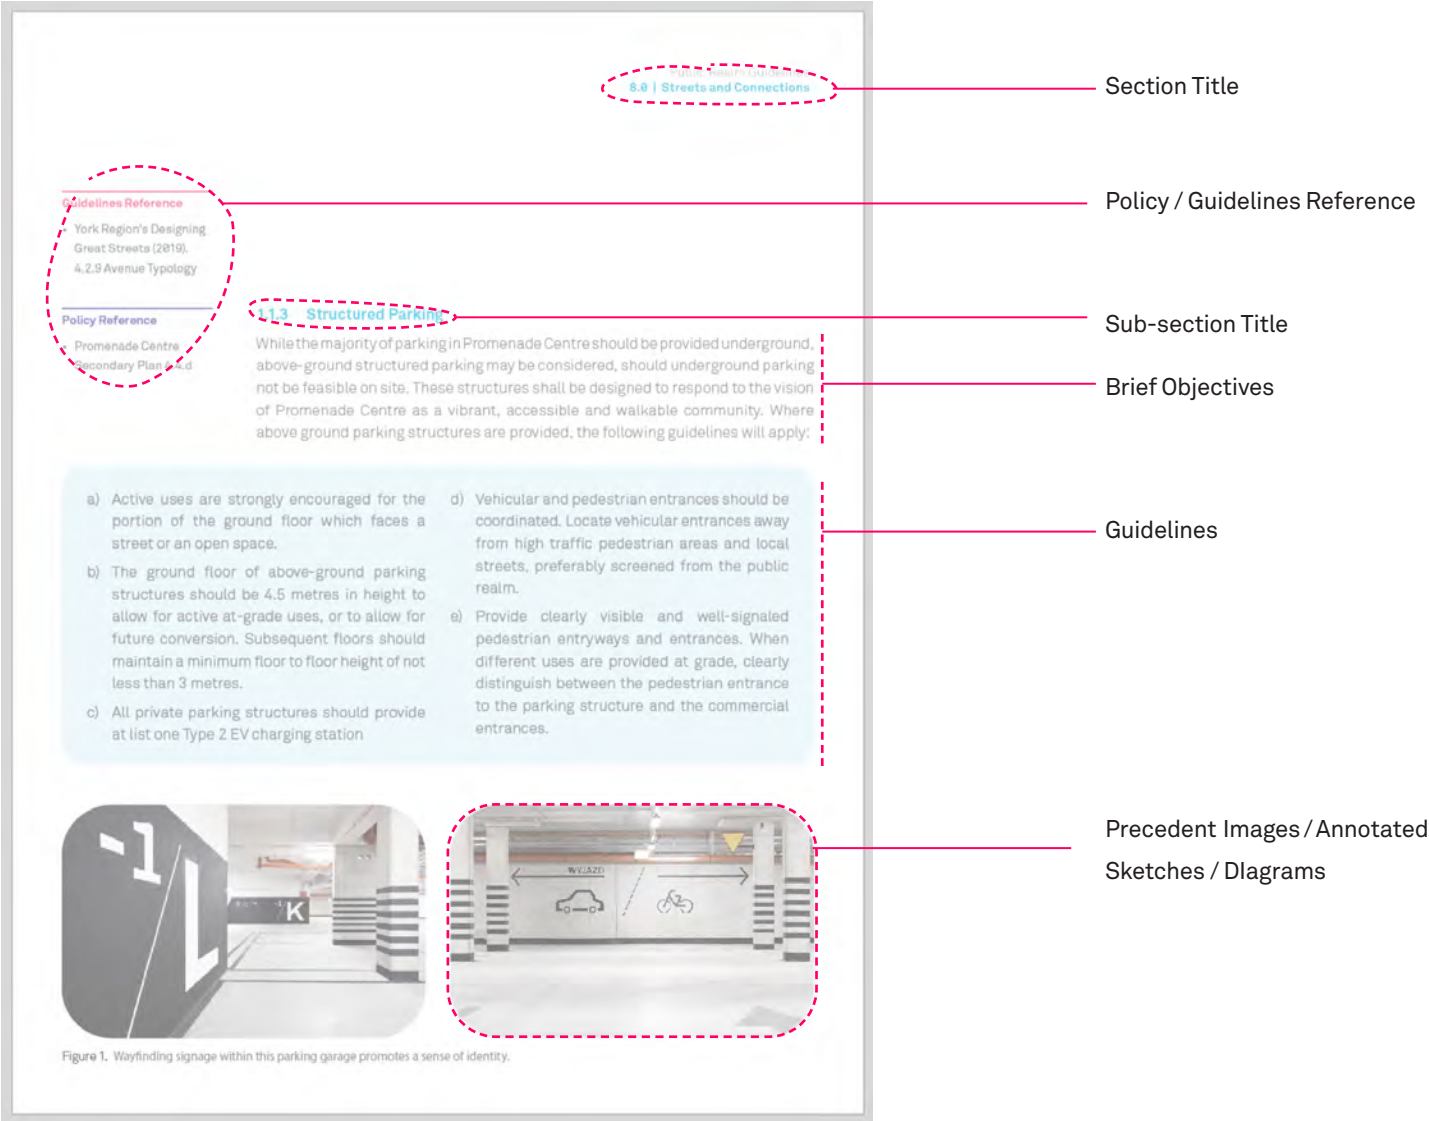 Public Realm Guidelines
8.0 | Streets and Connections
Section Title
Guidelines Reference
• York Region's Designing
Great Streets (2019).
4.2.9 Avenue Typology
Policy / Guidelines Reference
Policy Reference
• Promenade Centre
Secondary Plan 4.4.d
1.1.3 Structured Parking
Sub-section Title
While the majority of parking in Promenade Centre should be provided underground,
above-ground structured parking may be considered, should underground parking
not be feasible on site. These structures shall be designed to respond to the vision
of Promenade Centre as a vibrant, accessible and walkable community. Where
above ground parking structures are provided, the following guidelines will apply:
Brief Objectives
a) Active uses are strongly encouraged for the
portion of the ground floor which faces a
street or an open space.
b) The ground floor of above-ground parking
structures should be 4.5 metres in height to
allow for active at-grade uses, or to allow for
future conversion. Subsequent floors should
maintain a minimum floor to floor height of not
less than 3 metres.
c) All private parking structures should provide
at list one Type 2 EV charging station
d) Vehicular and pedestrian entrances should be
coordinated. Locate vehicular entrances away
from high traffic pedestrian areas and local
streets, preferably screened from the public
realm.
e) Provide clearly visible and well-signaled
pedestrian entryways and entrances. When
different uses are provided at grade, clearly
distinguish between the pedestrian entrance
to the parking structure and the commercial
entrances.
Guidelines
-1
L
K
WYJAZD
Precedent Images / Annotated
Sketches / DIagrams
Figure 1. Wayfinding signage within this parking garage promotes a sense of identity.